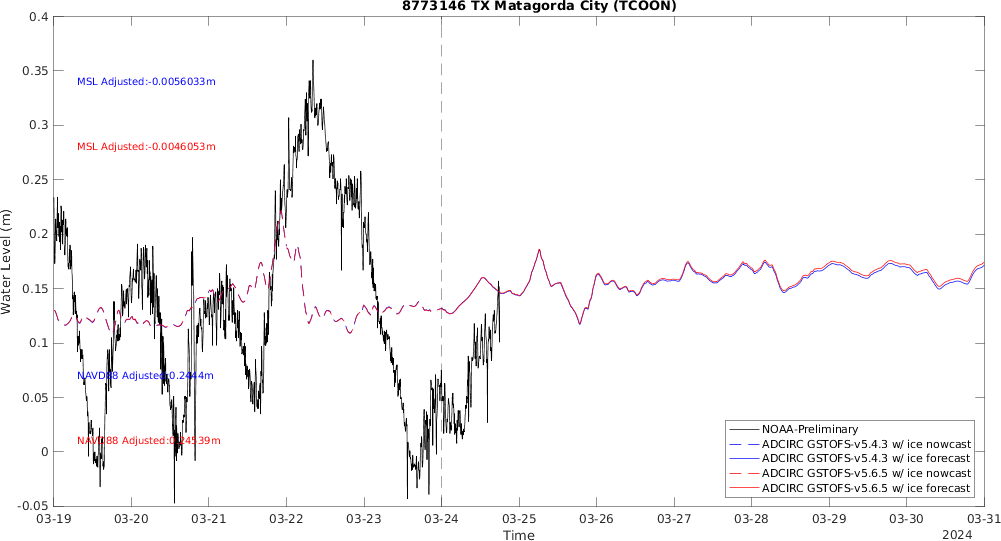 8773146 TX Matagorda City (TCOON)
0.4
0.35
0.3
0.25
0.2
0.15
0.1
0.05
0
-0.05
Water Level (m)
MSL Adjusted:-0.0056033m
MSL Adjusted:-0.0046053m
NAVD88 Adjusted:0.2444m
NAVD88 Adjusted:0.24539m
NOAA-Preliminary
ADCIRC GSTOFS-v5.4.3 w/ ice nowcast
ADCIRC GSTOFS-v5.4.3 w/ ice forecast
ADCIRC GSTOFS-v5.6.5 w/ ice nowcast
ADCIRC GSTOFS-v5.6.5 w/ ice forecast
03-19 03-20 03-21 03-22 03-23 03-24 03-25 03-26 03-27 03-28 03-29 03-30 03-31
Time
2024